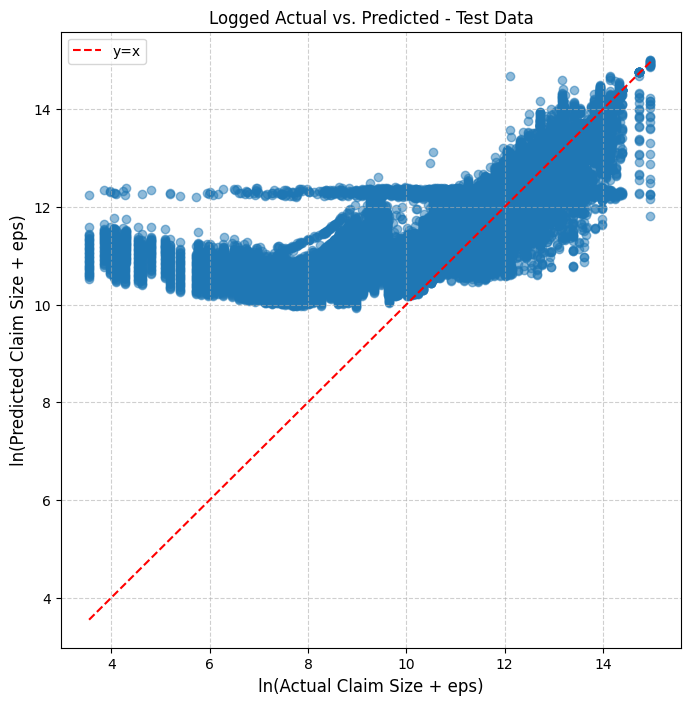 Logged Actual vs. Predicted - Test Data
y=x
14
12
10
8
6
4
ln(Predicted Claim Size + eps)
4 6 8 10 12 14
ln(Actual Claim Size + eps)